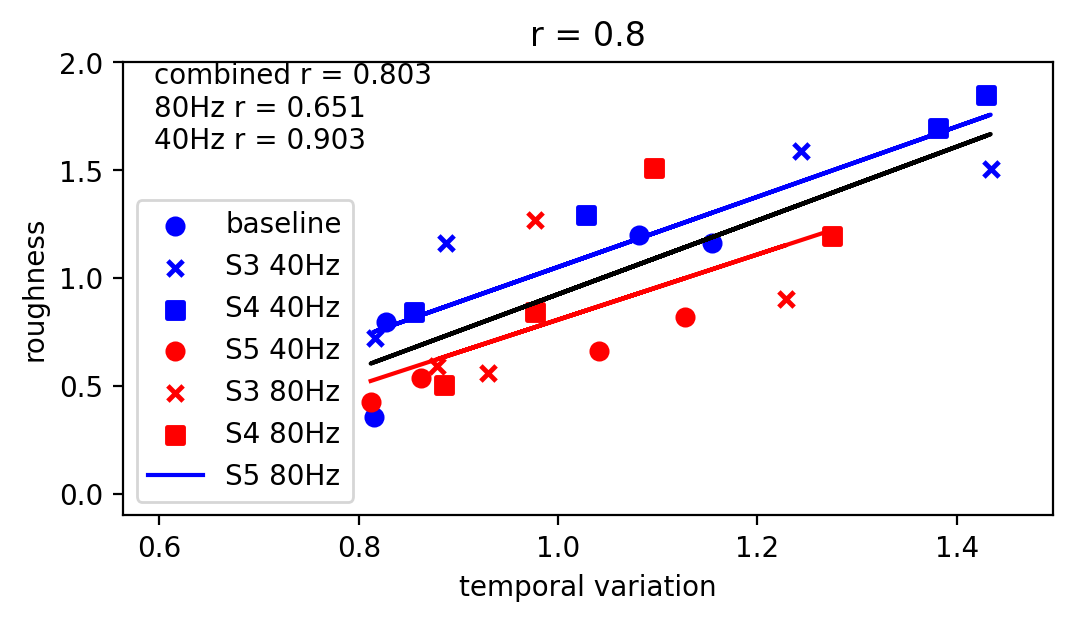 r = 0.8
combined r = 0.803
80Hz r = 0.651
40Hz r = 0.903
baseline
S3 40Hz
S4 40Hz
S5 40Hz
S3 80Hz
S4 80Hz
S5 80Hz
roughness
2.0
1.5
1.0
0.5
0.0
0.6 0.8 1.0 1.2 1.4
temporal variation